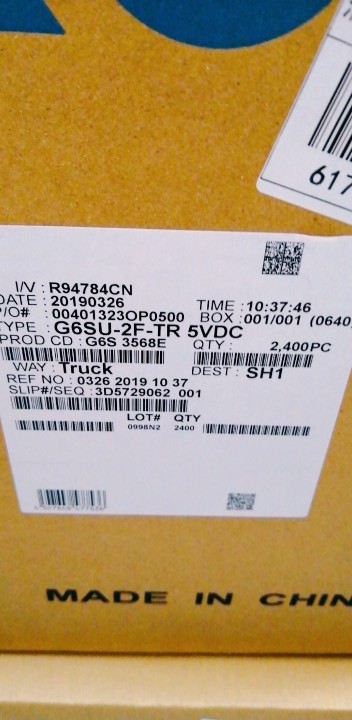 617
I/V : R94784CN
DATE : 20190326 TIME : 10:37:46
P/O# : 00401323OP0500 BOX : 001/001 (0640
TYPE : G6SU-2F-TR 5VDC
PROD CD : G6S 3568E QTY : 2,400PC
WAY : Truck DEST : SH1
REF NO : 0326 2019 10 37
SLIP#/SEQ : 3D5729062 001
LOT# QTY
0998N2 2400
MADE IN CHIN